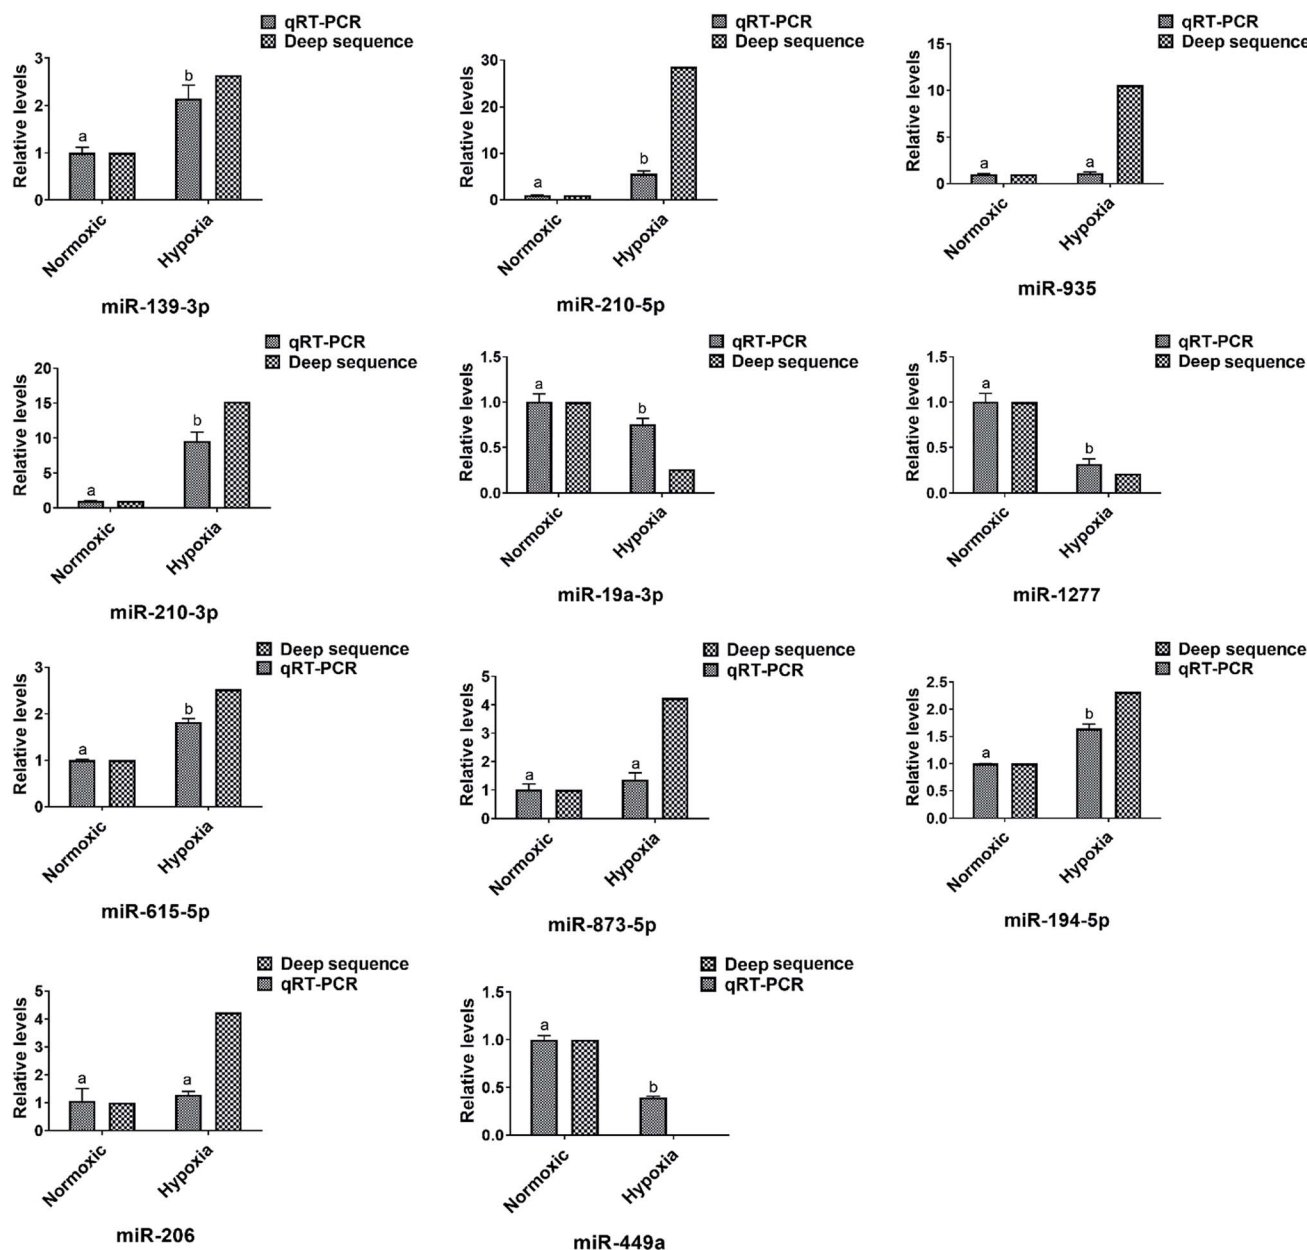 qRT-PCR
Deep sequence
Relative levels
3
2
1
0
a
b
Normoxic
Hypoxia
miR-139-3p
qRT-PCR
Deep sequence
Relative levels
30
20
10
0
a
b
Normoxic
Hypoxia
miR-210-5p
qRT-PCR
Deep sequence
Relative levels
15
10
5
0
a
a
Normoxic
Hypoxia
miR-935
qRT-PCR
Deep sequence
Relative levels
20
15
10
5
0
a
b
Normoxic
Hypoxia
miR-210-3p
qRT-PCR
Deep sequence
Relative levels
1.5
1.0
0.5
0.0
a
b
Normoxic
Hypoxia
miR-19a-3p
qRT-PCR
Deep sequence
Relative levels
1.5
1.0
0.5
0.0
a
b
Normoxic
Hypoxia
miR-1277
Deep sequence
qRT-PCR
Relative levels
3
2
1
0
a
b
Normoxic
Hypoxia
miR-615-5p
Deep sequence
qRT-PCR
Relative levels
5
4
3
2
1
0
a
a
Normoxic
Hypoxia
miR-873-5p
Deep sequence
qRT-PCR
Relative levels
2.5
2.0
1.5
1.0
0.5
0.0
a
b
Normoxic
Hypoxia
miR-194-5p
Deep sequence
qRT-PCR
Relative levels
5
4
3
2
1
0
a
a
Normoxic
Hypoxia
miR-206
Deep sequence
qRT-PCR
Relative levels
1.5
1.0
0.5
0.0
a
b
Normoxic
Hypoxia
miR-449a